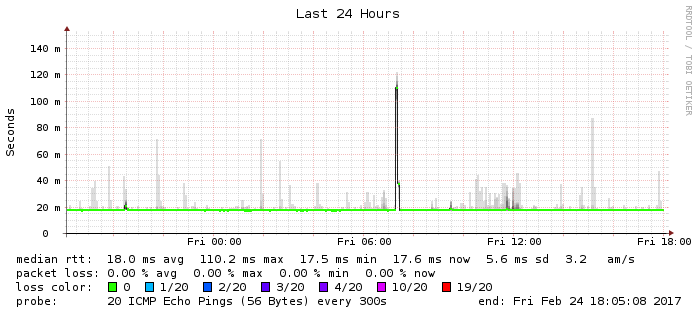 Last 24 Hours
RRDTOOL / TOBI OETIKER
Seconds
140 m
120 m
100 m
80 m
60 m
40 m
20 m
0
Fri 00:00 Fri 06:00 Fri 12:00 Fri 18:00
median rtt: 18.0 ms avg 110.2 ms max 17.5 ms min 17.6 ms now 5.6 ms sd 3.2 am/s
packet loss: 0.00 % avg 0.00 % max 0.00 % min 0.00 % now
loss color: 0 1/20 2/20 3/20 4/20 10/20 19/20
probe: 20 ICMP Echo Pings (56 Bytes) every 300s end: Fri Feb 24 18:05:08 2017